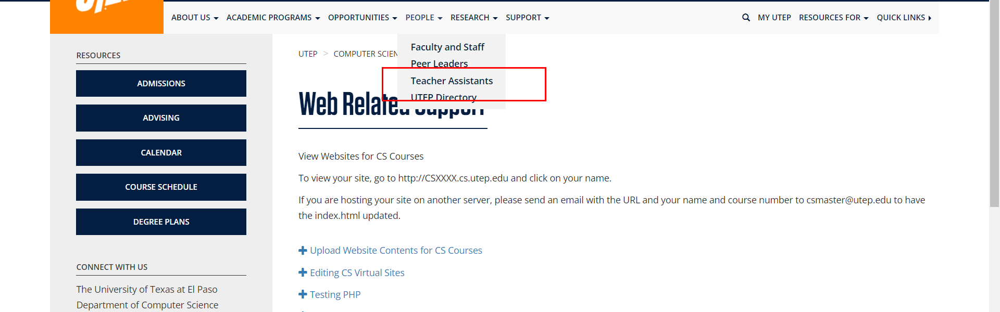 ABOUT US ACADEMIC PROGRAMS OPPORTUNITIES PEOPLE RESEARCH SUPPORT MY UTEP RESOURCES FOR QUICK LINKS
Faculty and Staff
Peer Leaders
Teacher Assistants
UTEP Directory
RESOURCES
ADMISSIONS
ADVISING
CALENDAR
COURSE SCHEDULE
DEGREE PLANS
CONNECT WITH US
The University of Texas at El Paso
Department of Computer Science
UTEP > COMPUTER SCIEN
Web Related Support
View Websites for CS Courses
To view your site, go to http://CSXXXX.cs.utep.edu and click on your name.
If you are hosting your site on another server, please send an email with the URL and your name and course number to csmaster@utep.edu to have
the index.html updated.
Upload Website Contents for CS Courses
Editing CS Virtual Sites
Testing PHP